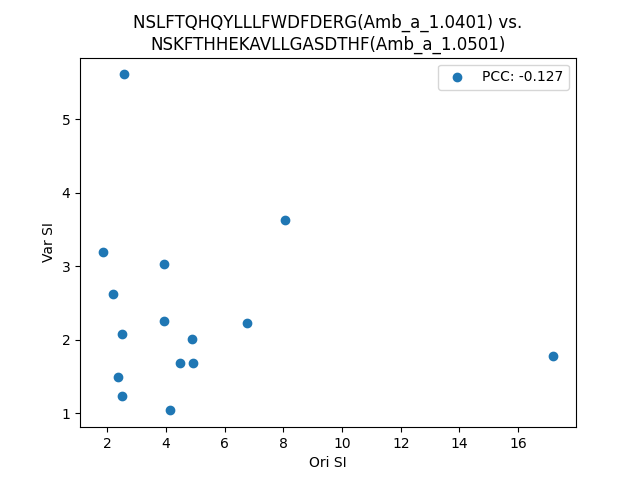 NSLFTQHQYLLLFWDFDERG(Amb_a_1.0401) vs.
NSKFTHHEKAVLLGASDTHF(Amb_a_1.0501)
PCC: -0.127
5
4
3
2
1
Var SI
2 4 6 8 10 12 14 16
Ori SI